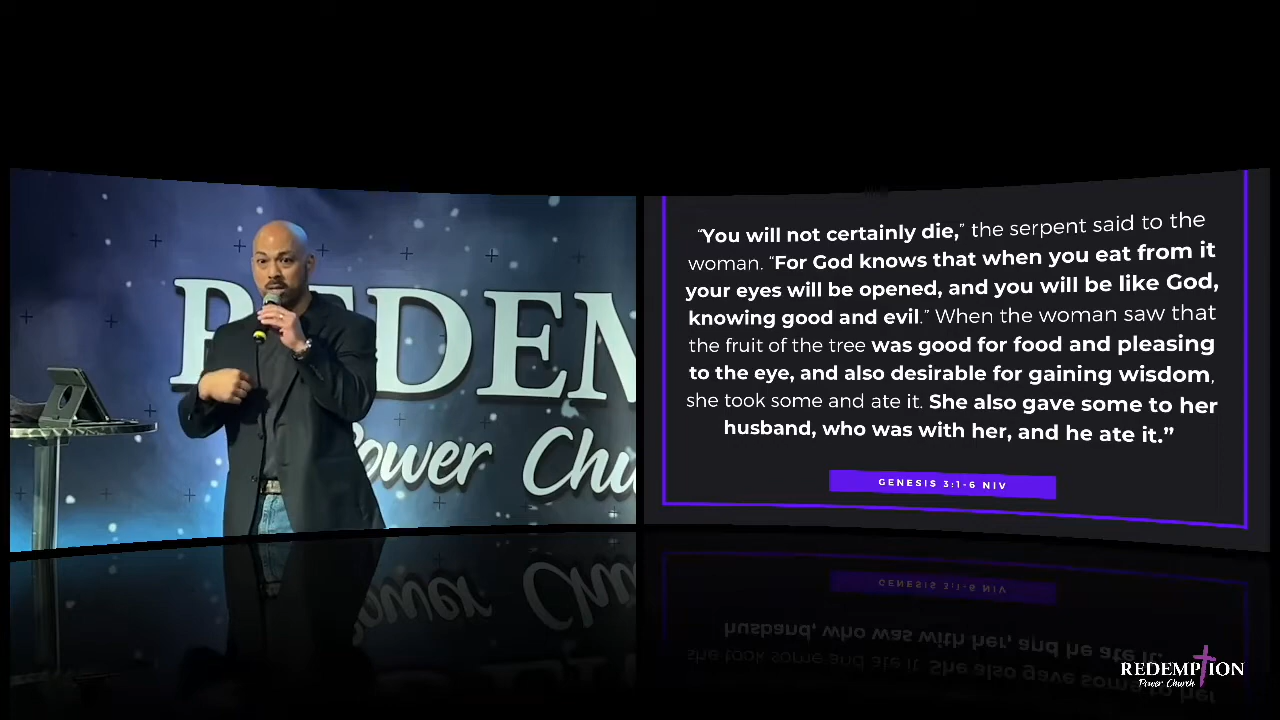 REDEM
Power Chu
“You will not certainly die,” the serpent said to the
woman. “For God knows that when you eat from it
your eyes will be opened, and you will be like God,
knowing good and evil.” When the woman saw that
the fruit of the tree was good for food and pleasing
to the eye, and also desirable for gaining wisdom,
she took some and ate it. She also gave some to her
husband, who was with her, and he ate it.”
GENESIS 3:1-6 NIV
REDEMPTION
Power Church